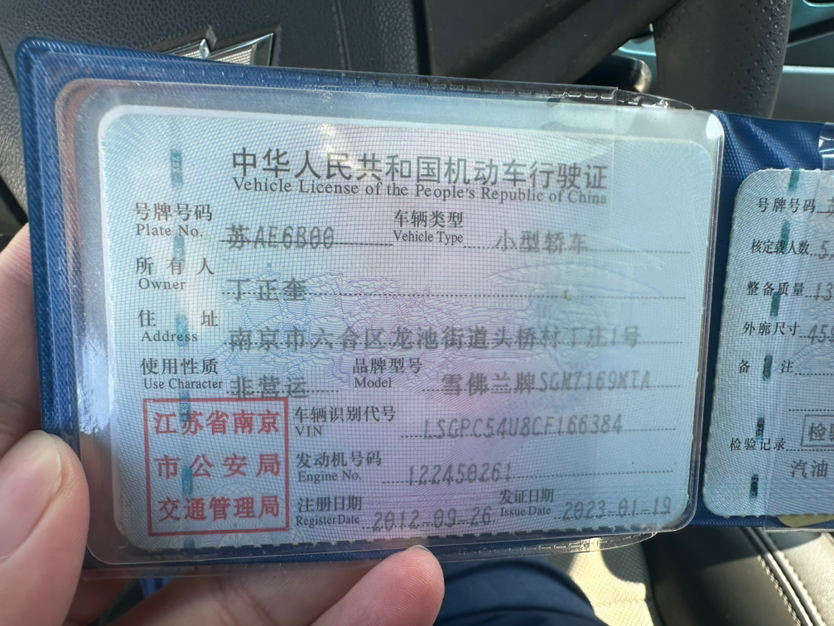 中华人民共和国机动车行驶证
Vehicle License of the People's Republic of China
号牌号码 苏AE6B00 车辆类型 小型轿车
Plate No. Vehicle Type
所有人 丁正奎
Owner
住址 南京市六合区龙池街道头桥村丁庄1号
Address
使用性质 非营运 品牌型号 雪佛兰牌SGM7169MTA
Use Character Model
江苏省南京
市公安局
交通管理局
车辆识别代号 LSGPC54U8CF166384
VIN
发动机号码 122450261
Engine No.
注册日期 2012-09-26 发证日期 2023-01-19
Register Date Issue Date
号牌号码
核定载人数 5
整备质量 13
外廓尺寸 459
备注
检验记录 检验
汽油